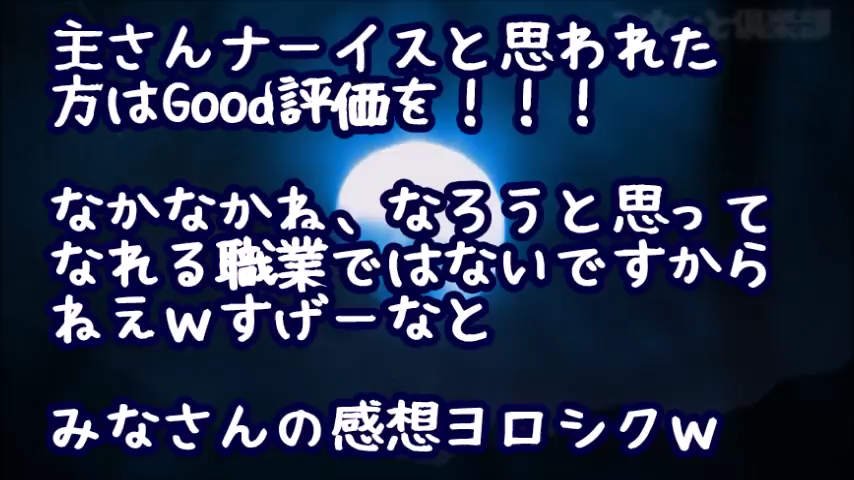 主さんナーイスと思われた
方はGood評価を！！！
なかなかね、なろうと思って
なれる職業ではないですから
ねえｗすげーなと
みなさんの感想ヨロシクｗ